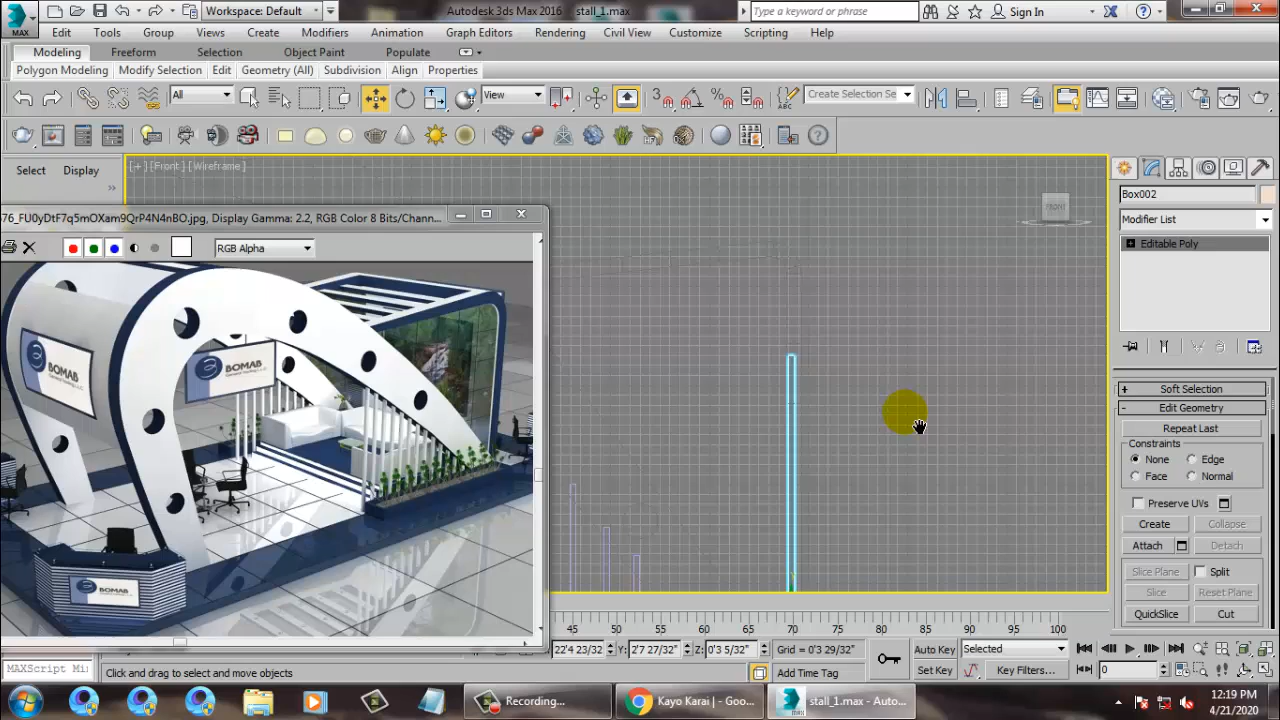 Workspace: Default
Autodesk 3ds Max 2016
stall_1.max
Type a keyword or phrase
Sign In
MAX
Edit
Tools
Group
Views
Create
Modifiers
Animation
Graph Editors
Rendering
Civil View
Customize
Scripting
Help
Modeling
Freeform
Selection
Object Paint
Populate
Polygon Modeling
Modify Selection
Edit
Geometry (All)
Subdivision
Align
Properties
All
View
3
ABC
Create Selection Se
Select
Display
[+] [Front] [Wireframe]
FRONT
Box002
Modifier List
Editable Poly
76_FU0yDtF7q5mOXam9QrP4N4nBO.jpg, Display Gamma: 2.2, RGB Color 8 Bits/Chann...
RGB Alpha
BOMAB
BOMAB
BOMAB
+ Soft Selection
- Edit Geometry
Repeat Last
Constraints
None
Edge
Face
Normal
Preserve UVs
Create
Collapse
Attach
Detach
Slice Plane
Split
Slice
Reset Plane
QuickSlice
Cut
45 50 55 60 65 70 75 80 85 90 95 100
22'4 23/32"
Y: 2'7 27/32"
Z: 0'3 5/32"
Grid = 0'3 29/32"
Auto Key
Selected
Set Key
Key Filters...
0
MAXScript Mi
Click and drag to select and move objects
Add Time Tag
Recording...
Kayo Karai | - Goo...
stall_1.max - Auto...
12:19 PM
4/21/2020